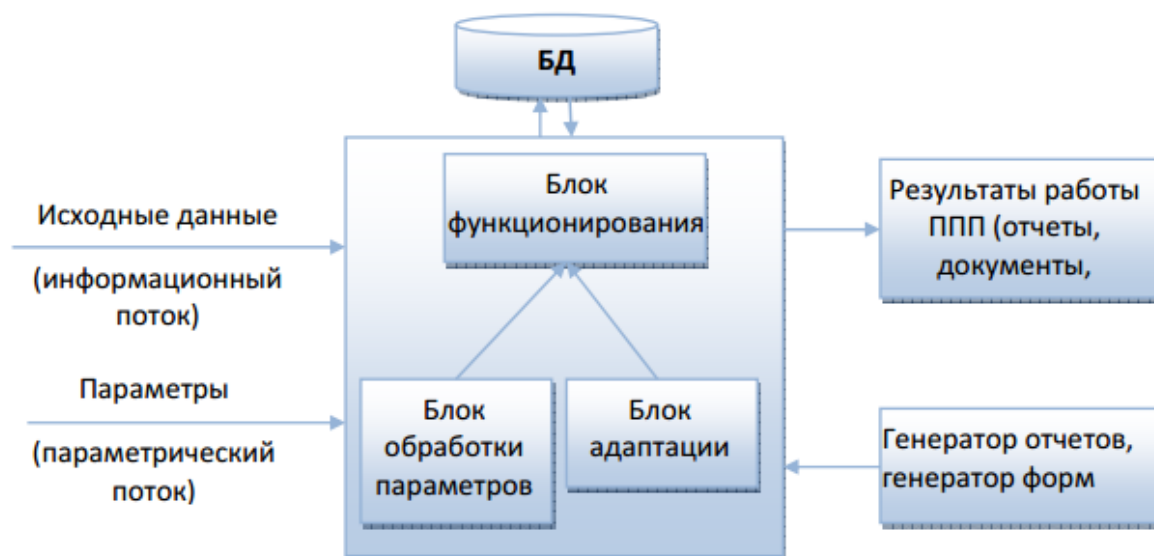 БД
Блок
функционирования
Исходные данные
(информационный
поток)
Параметры
(параметрический
поток)
Блок
обработки
параметров
Блок
адаптации
Результаты работы
ППП (отчеты,
документы,
Генератор отчетов,
генератор форм